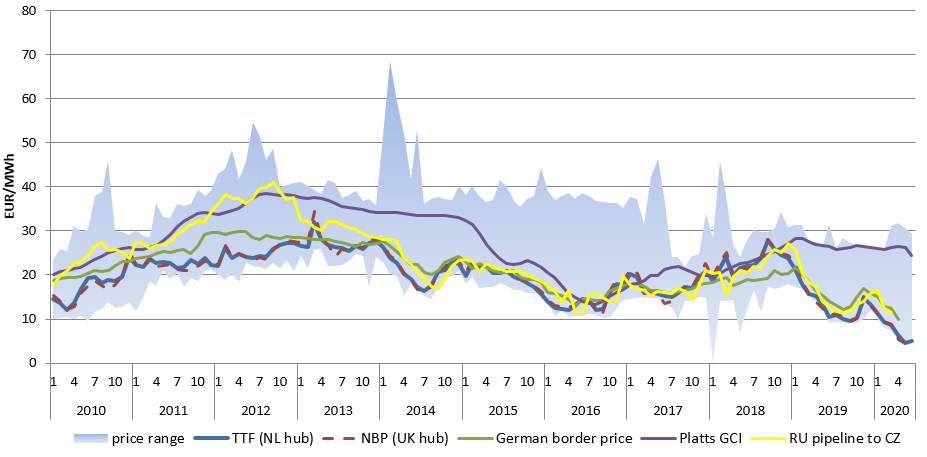 80
70
60
50
40
30
20
10
0
EUR/MWh
1 4 7 10 1 4 7 10 1 4 7 10 1 4 7 10 1 4 7 10 1 4 7 10 1 4 7 10 1 4 7 10 1 4 7 10 1 4 7 10 1 4
2010 2011 2012 2013 2014 2015 2016 2017 2018 2019 2020
price range TTF (NL hub) NBP (UK hub) German border price Platts GCI RU pipeline to CZ